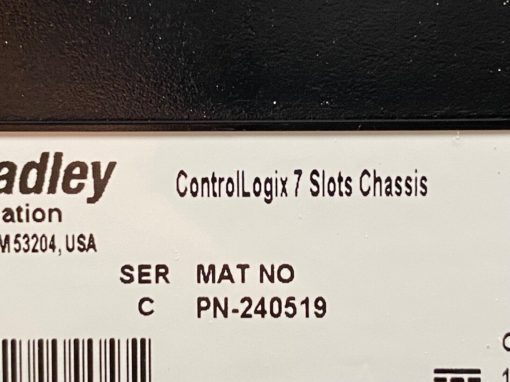 adley
ControlLogix 7 Slots Chassis
ation
53204, USA
SER MAT NO
C PN-240519